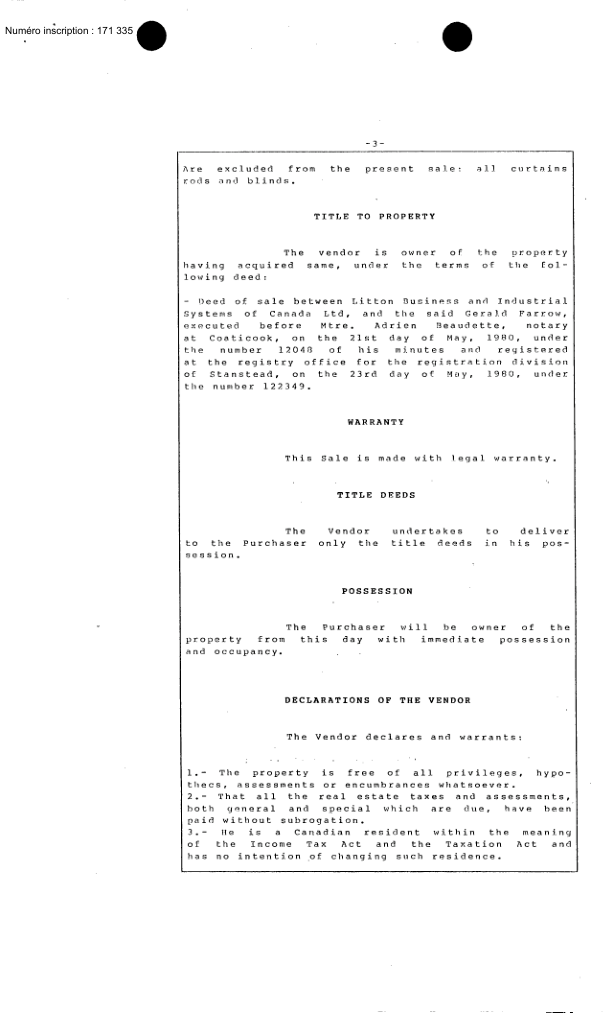 Numéro inscription : 171 335
-3-
Are excluded from the present sale: all curtains
rods and blinds.
TITLE TO PROPERTY
The vendor is owner of the property
having acquired same, under the terms of the fol-
lowing deed:
- Deed of sale between Litton Business and Industrial
Systems of Canada Ltd, and the said Gerald Farrow,
executed before Mtre. Adrien Beaudette, notary
at Coaticook, on the 21st day of May, 1980, under
the number 12048 of his minutes and registered
at the registry office for the registration division
of Stanstead, on the 23rd day of May, 1980, under
the number 122349.
WARRANTY
This Sale is made with legal warranty.
TITLE DEEDS
The Vendor undertakes to deliver
to the Purchaser only the title deeds in his pos-
session.
POSSESSION
The Purchaser will be owner of the
property from this day with immediate possession
and occupancy.
DECLARATIONS OF THE VENDOR
The Vendor declares and warrants:
1.- The property is free of all privileges, hypo-
thecs, assessments or encumbrances whatsoever.
2.- That all the real estate taxes and assessments,
both general and special which are due, have been
paid without subrogation.
3.- He is a Canadian resident within the meaning
of the Income Tax Act and the Taxation Act and
has no intention of changing such residence.